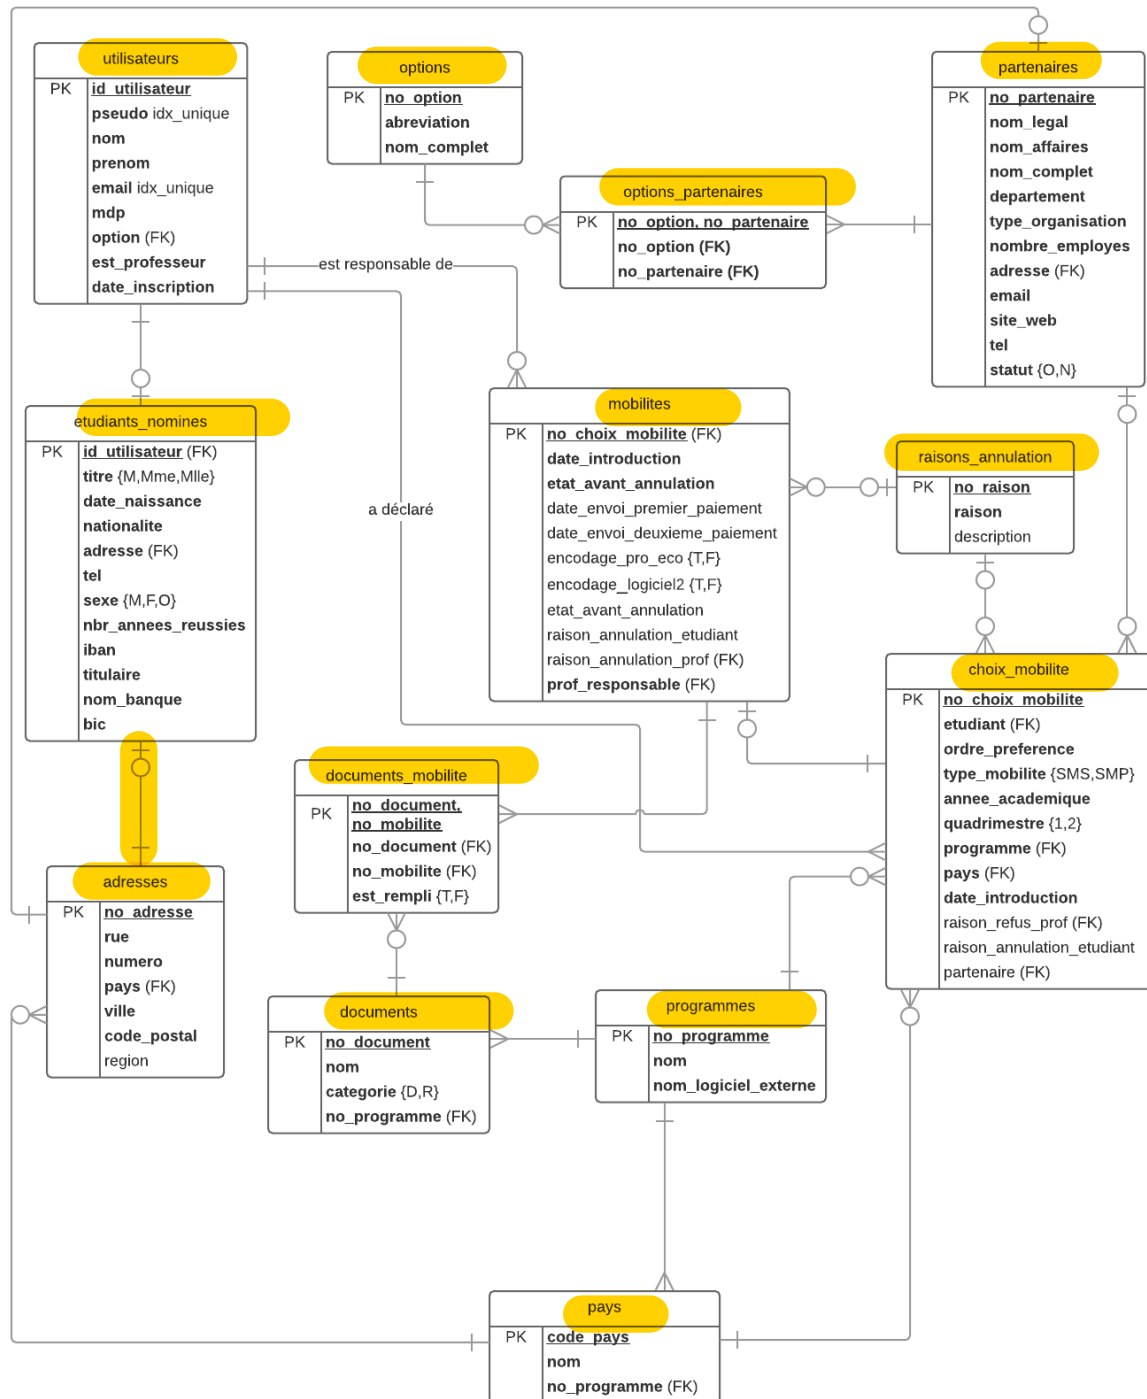 utilisateurs
PK id_utilisateur
pseudo idx_unique
nom
prenom
email idx_unique
mdp
option (FK)
est_professeur
date_inscription
options
PK no_option
abreviation
nom_complet
partenaires
PK no_partenaire
nom_legal
nom_affaires
nom_complet
departement
type_organisation
nombre_employes
adresse (FK)
email
site_web
tel
statut {O,N}
options_partenaires
PK no_option, no_partenaire
no_option (FK)
no_partenaire (FK)
est responsable de
etudiants_nomines
PK id_utilisateur (FK)
titre {M,Mme,Mlle}
date_naissance
nationalite
adresse (FK)
tel
sexe {M,F,O}
nbr_annees_reussies
iban
titulaire
nom_banque
bic
mobilites
PK no_choix_mobilite (FK)
date_introduction
etat_avant_annulation
date_envoi_premier_paiement
date_envoi_deuxieme_paiement
encodage_pro_eco {T,F}
encodage_logiciel2 {T,F}
etat_avant_annulation
raison_annulation_etudiant
raison_annulation_prof (FK)
prof_responsable (FK)
raisons_annulation
PK no_raison
raison
description
a déclaré
choix_mobilite
PK no_choix_mobilite
etudiant (FK)
ordre_preference
type_mobilite {SMS,SMP}
annee_academique
quadrimestre {1,2}
programme (FK)
pays (FK)
date_introduction
raison_refus_prof (FK)
raison_annulation_etudiant
partenaire (FK)
documents_mobilite
PK no_document,
no_mobilite
no_document (FK)
no_mobilite (FK)
est_rempli {T,F}
adresses
PK no_adresse
rue
numero
pays (FK)
ville
code_postal
region
documents
PK no_document
nom
categorie {D,R}
no_programme (FK)
programmes
PK no_programme
nom
nom_logiciel_externe
pays
PK code_pays
nom
no_programme (FK)